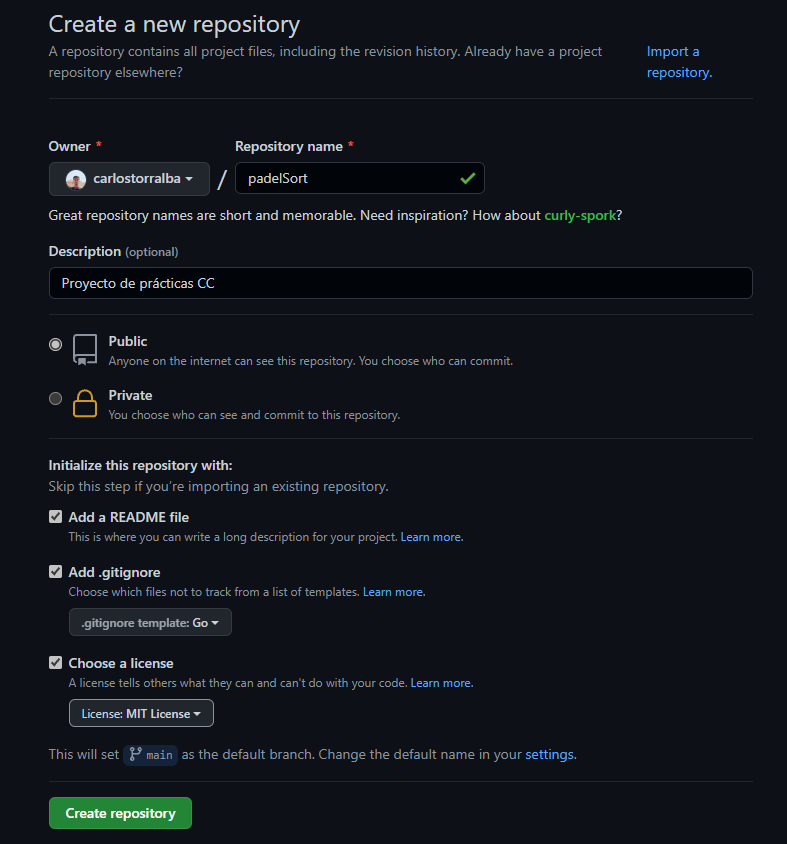 Create a new repository
A repository contains all project files, including the revision history. Already have a project
repository elsewhere?
Import a
repository.
Owner *
Repository name *
carlostorralba
/
padelSort
Great repository names are short and memorable. Need inspiration? How about curly-spork?
Description (optional)
Proyecto de prácticas CC
Public
Anyone on the internet can see this repository. You choose who can commit.
Private
You choose who can see and commit to this repository.
Initialize this repository with:
Skip this step if you’re importing an existing repository.
Add a README file
This is where you can write a long description for your project. Learn more.
Add .gitignore
Choose which files not to track from a list of templates. Learn more.
.gitignore template: Go
Choose a license
A license tells others what they can and can't do with your code. Learn more.
License: MIT License
This will set main as the default branch. Change the default name in your settings.
Create repository